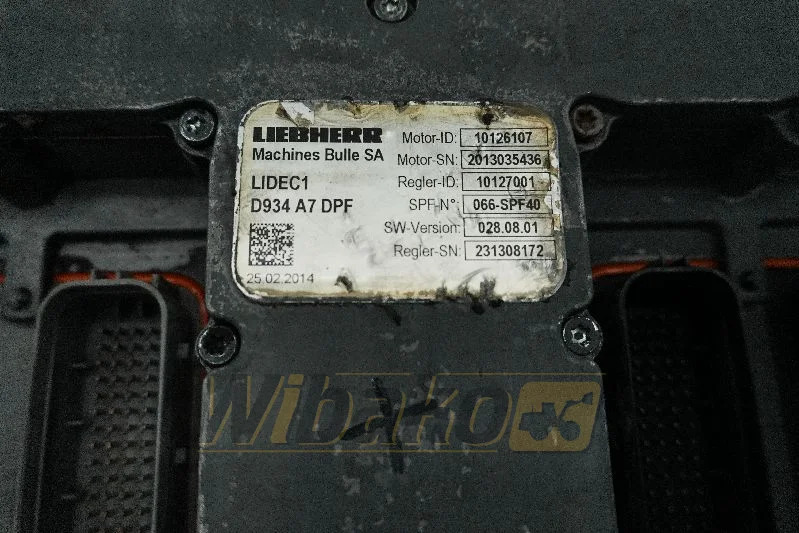 LIEBHERR
Machines Bulle SA
LIDEC1
D934 A7 DPF
25.02.2014
Motor-ID: 10126107
Motor-SN: 2013035436
Regler-ID: 10127001
SPF-N°: 066-SPF40
SW-Version: 028.08.01
Regler-SN: 231308172
Wibako